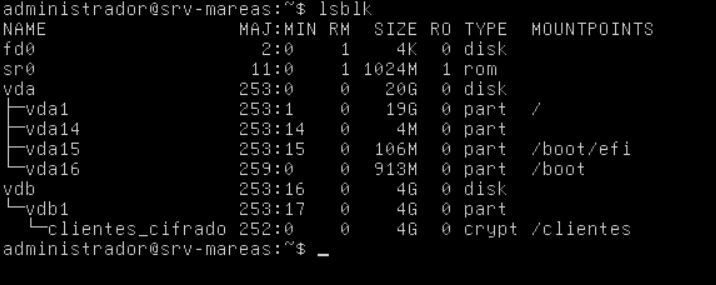 administrador@srv-mareas:~$ lsblk
NAME                  MAJ:MIN RM  SIZE RO TYPE  MOUNTPOINTS
fd0                     2:0    1    4K  0 disk
sr0                    11:0    1 1024M  1 rom
vda                   253:0    0   20G  0 disk
├─vda1                253:1    0   19G  0 part  /
├─vda14               253:14   0    4M  0 part
├─vda15               253:15   0  106M  0 part  /boot/efi
└─vda16               259:0    0  913M  0 part  /boot
vdb                   253:16   0    4G  0 disk
└─vdb1                253:17   0    4G  0 part
  └─clientes_cifrado 252:0    0    4G  0 crypt /clientes
administrador@srv-mareas:~$ _